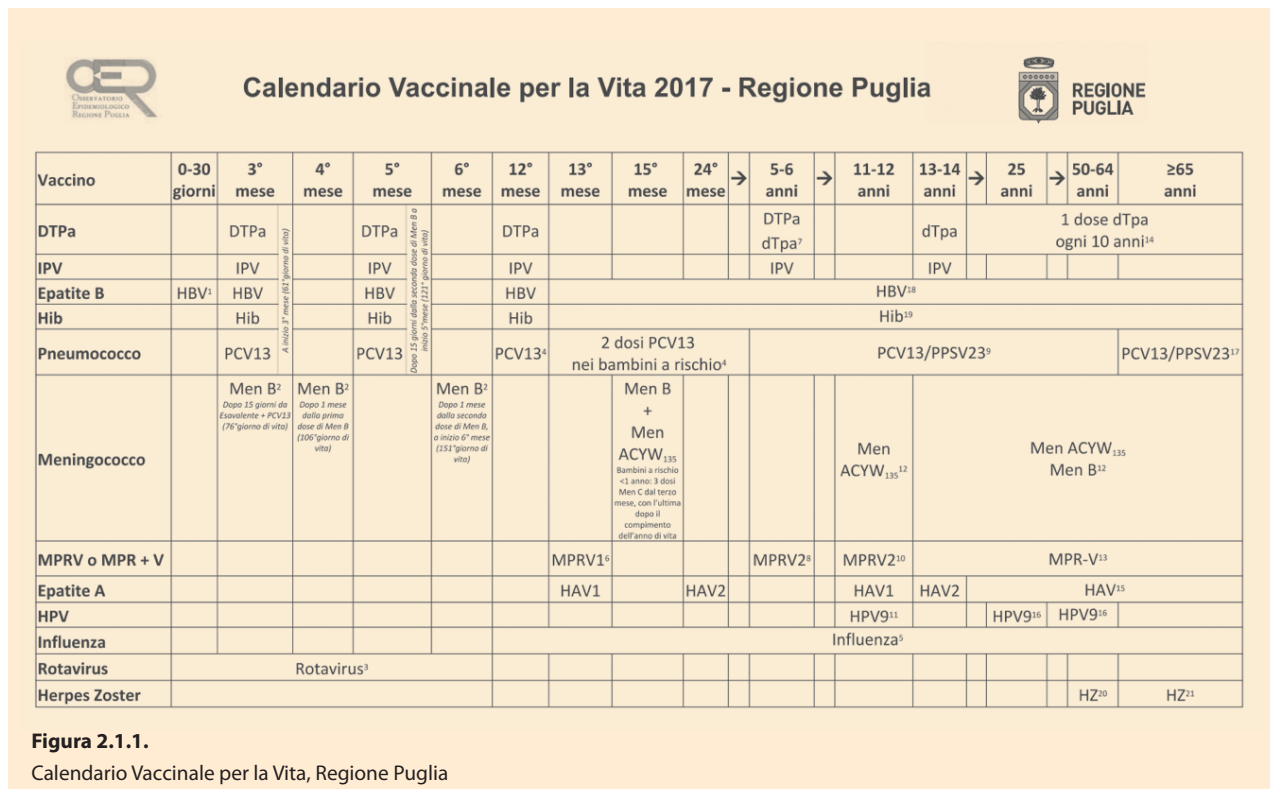 OER
OSSERVATORIO
EPIDEMIOLOGICO
REGIONE PUGLIA
Calendario Vaccinale per la Vita 2017 - Regione Puglia
REGIONE
PUGLIA
Vaccino 0-30 giorni 3° mese 4° mese 5° mese 6° mese 12° mese 13° mese 15° mese 24° mese → 5-6 anni → 11-12 anni 13-14 anni → 25 anni → 50-64 anni ≥65 anni
DTPa DTPa DTPa DTPa DTPa dTpa⁷ dTpa 1 dose dTpa ogni 10 anni¹⁴
A inizio 3° mese (61°giorno di vita)
Dopo 15 giorni dalla seconda dose di Men B a
inizio 5°mese (121° giorno di vita)
IPV IPV IPV IPV IPV IPV
Epatite B HBV¹ HBV HBV HBV HBV¹⁸
Hib Hib Hib Hib Hib¹⁹
Pneumococco PCV13 PCV13 PCV13⁴ 2 dosi PCV13 nei bambini a rischio⁴ PCV13/PPSV23⁹ PCV13/PPSV23¹⁷
Meningococco
Men B²
Dopo 15 giorni da
Esavalente + PCV13
(76°giorno di vita)
Men B²
Dopo 1 mese
dalla prima
dose di Men B
(106°giorno di
vita)
Men B²
Dopo 1 mese
dalla seconda
dose di Men B,
a inizio 6° mese
(151°giorno di
vita)
Men B
+
Men
ACYW₁₃₅
Bambini a rischio
<1 anno: 3 dosi
Men C dal terzo
mese, con l'ultima
dopo il
compimento
dell'anno di vita
Men
ACYW₁₃₅¹²
Men ACYW₁₃₅
Men B¹²
MPRV o MPR + V MPRV1⁶ MPRV2⁸ MPRV2¹⁰ MPR-V¹³
Epatite A HAV1 HAV2 HAV1 HAV2 HAV¹⁵
HPV HPV9¹¹ HPV9¹⁶ HPV9¹⁶
Influenza Influenza⁵
Rotavirus Rotavirus³
Herpes Zoster HZ²⁰ HZ²¹
Figura 2.1.1.
Calendario Vaccinale per la Vita, Regione Puglia